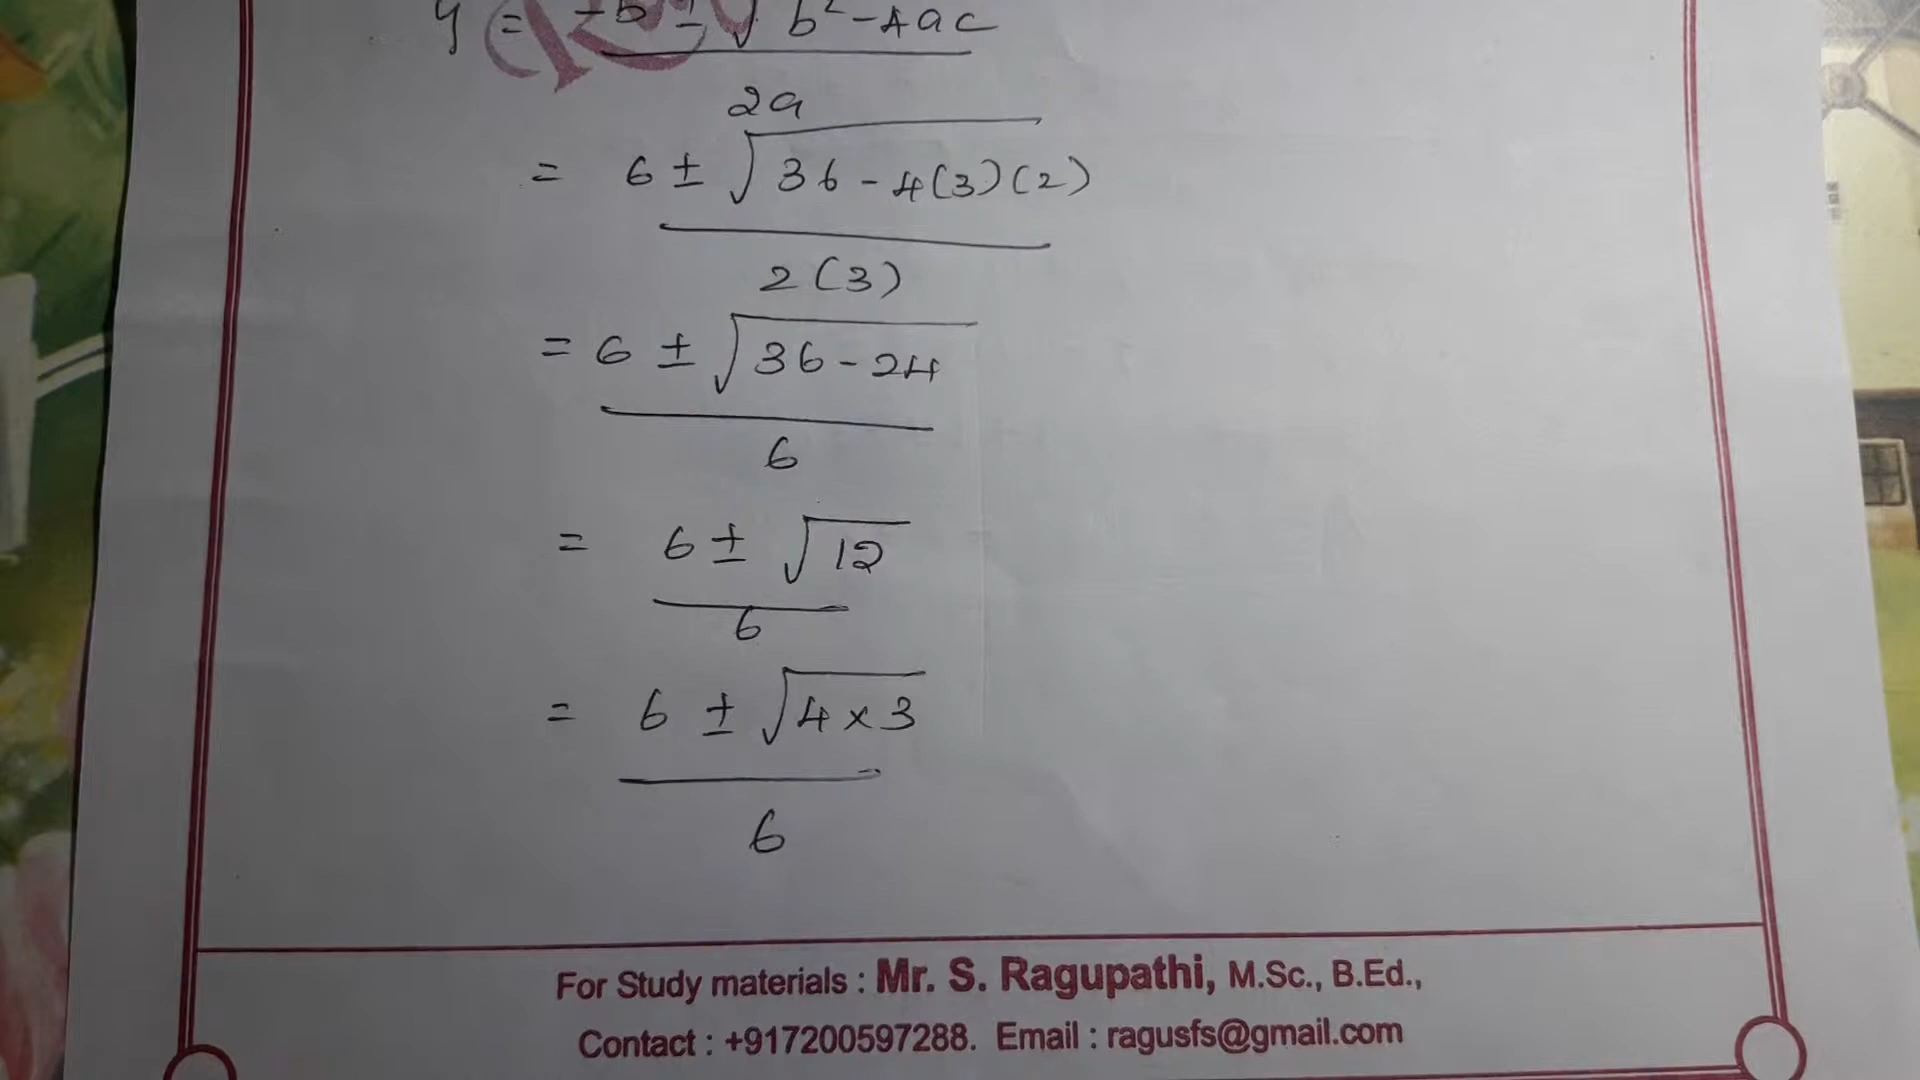 y = -b ± √b²-4ac
2a
= 6 ± √36-4(3)(2)
2(3)
= 6 ± √36-24
6
= 6 ± √12
6
= 6 ± √4×3
6
For Study materials : Mr. S. Ragupathi, M.Sc., B.Ed.,
Contact : +917200597288. Email : ragusfs@gmail.com